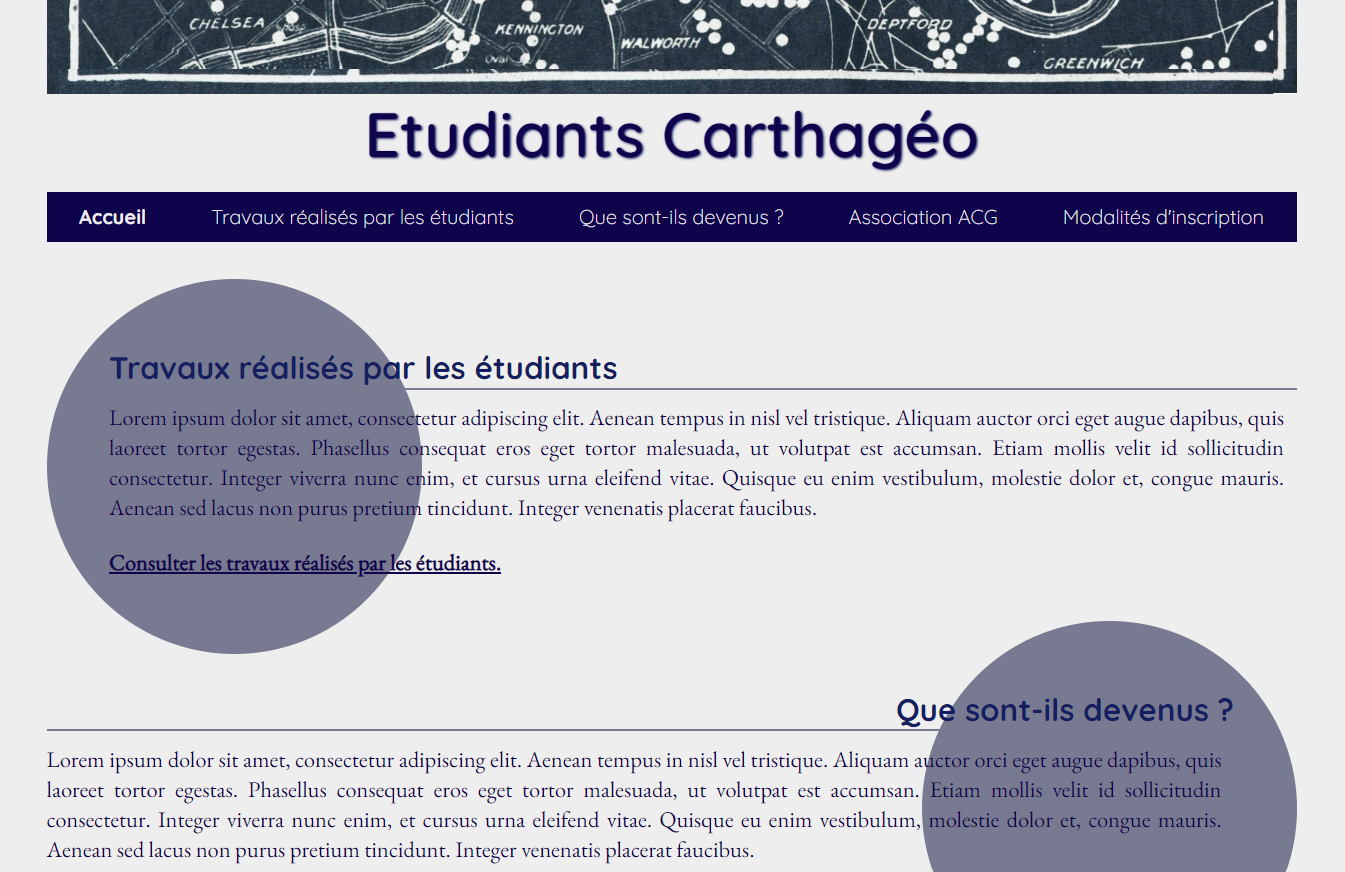 CHELSEA
Hosp
KENNINGTON
Oval
WALWORTH
DEPTFORD
GREENWICH
Etudiants Carthagéo
Accueil Travaux réalisés par les étudiants Que sont-ils devenus ? Association ACG Modalités d'inscription
Travaux réalisés par les étudiants
Lorem ipsum dolor sit amet, consectetur adipiscing elit. Aenean tempus in nisl vel tristique. Aliquam auctor orci eget augue dapibus, quis
laoreet tortor egestas. Phasellus consequat eros eget tortor malesuada, ut volutpat est accumsan. Etiam mollis velit id sollicitudin
consectetur. Integer viverra nunc enim, et cursus urna eleifend vitae. Quisque eu enim vestibulum, molestie dolor et, congue mauris.
Aenean sed lacus non purus pretium tincidunt. Integer venenatis placerat faucibus.
Consulter les travaux réalisés par les étudiants.
Que sont-ils devenus ?
Lorem ipsum dolor sit amet, consectetur adipiscing elit. Aenean tempus in nisl vel tristique. Aliquam auctor orci eget augue dapibus, quis
laoreet tortor egestas. Phasellus consequat eros eget tortor malesuada, ut volutpat est accumsan. Etiam mollis velit id sollicitudin
consectetur. Integer viverra nunc enim, et cursus urna eleifend vitae. Quisque eu enim vestibulum, molestie dolor et, congue mauris.
Aenean sed lacus non purus pretium tincidunt. Integer venenatis placerat faucibus.